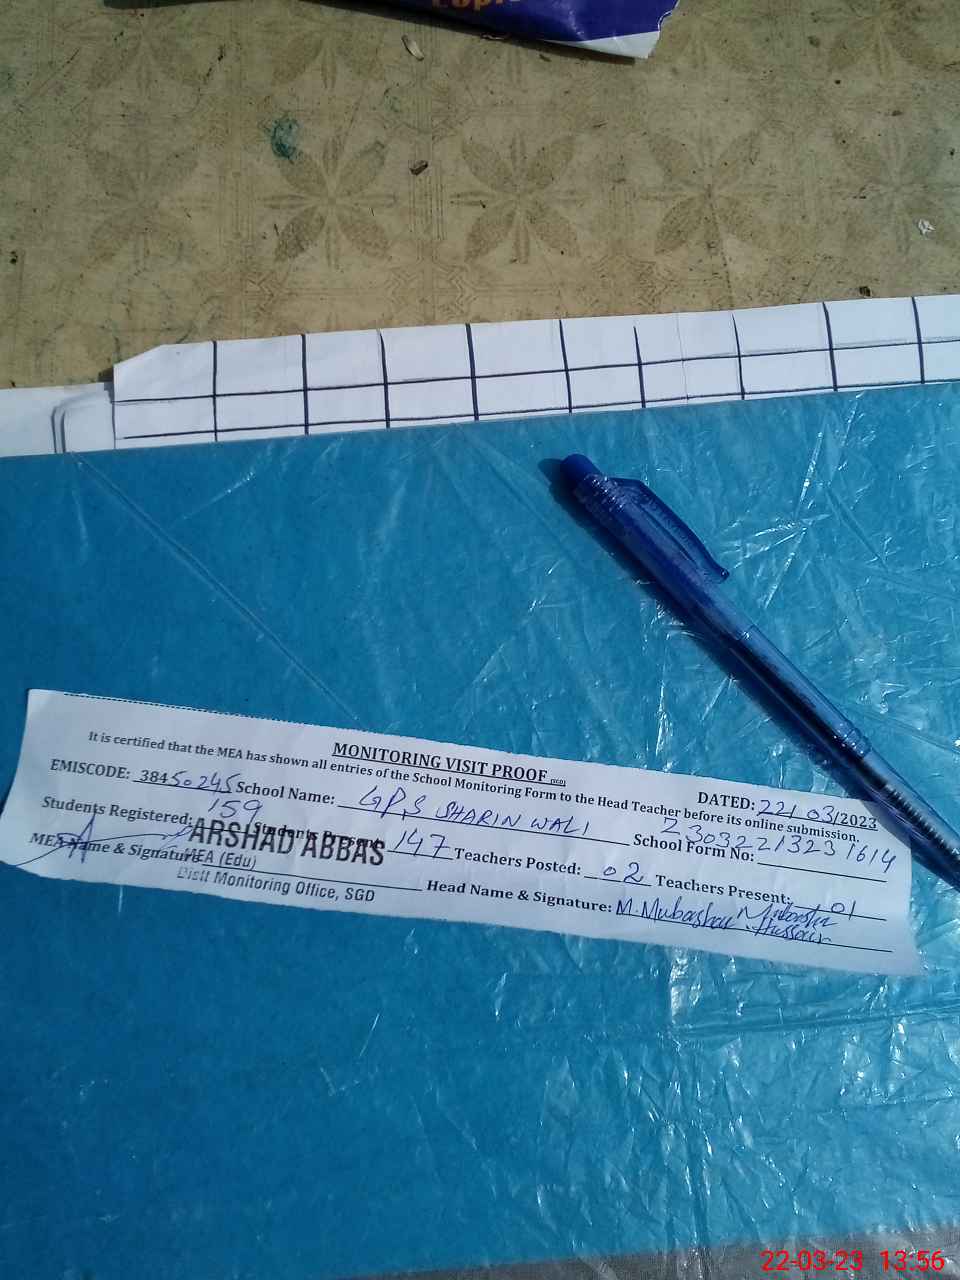 MONITORING VISIT PROOF (SGD)
It is certified that the MEA has shown all entries of the School Monitoring Form to the Head Teacher before its online submission.
DATED: 22/03/2023
EMISCODE: 38450245 School Name: GPS SHARIN WALI School Form No: 2303221323 1614
Students Registered: 159 Students Present: 147 Teachers Posted: 02 Teachers Present: 01
MEA Name & Signature Head Name & Signature: M. Mubashar Hussain
ARSHAD ABBAS
MEA (Edu)
Distt Monitoring Office, SGD
22-03-23 13:56